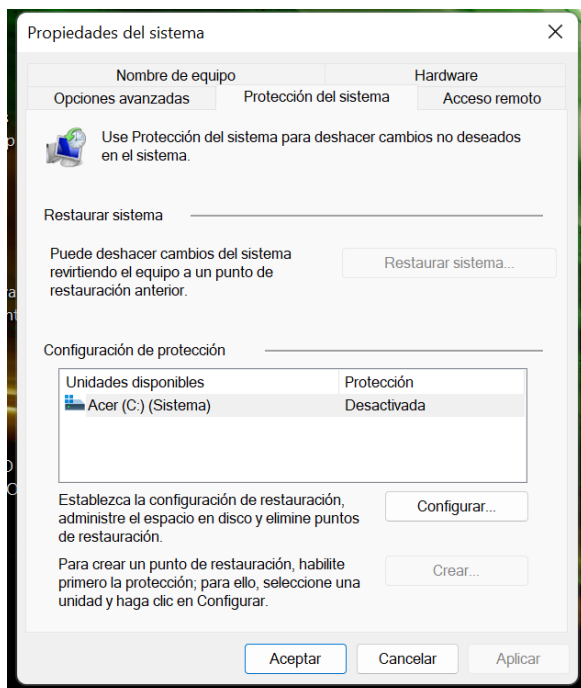 Propiedades del sistema
Nombre de equipo
Hardware
Opciones avanzadas
Protección del sistema
Acceso remoto
Use Protección del sistema para deshacer cambios no deseados
en el sistema.
Restaurar sistema
Puede deshacer cambios del sistema
revirtiendo el equipo a un punto de
restauración anterior.
Restaurar sistema...
Configuración de protección
Unidades disponibles
Protección
Acer (C:) (Sistema)
Desactivada
Establezca la configuración de restauración,
administre el espacio en disco y elimine puntos
de restauración.
Configurar...
Para crear un punto de restauración, habilite
primero la protección; para ello, seleccione una
unidad y haga clic en Configurar.
Crear...
Aceptar
Cancelar
Aplicar